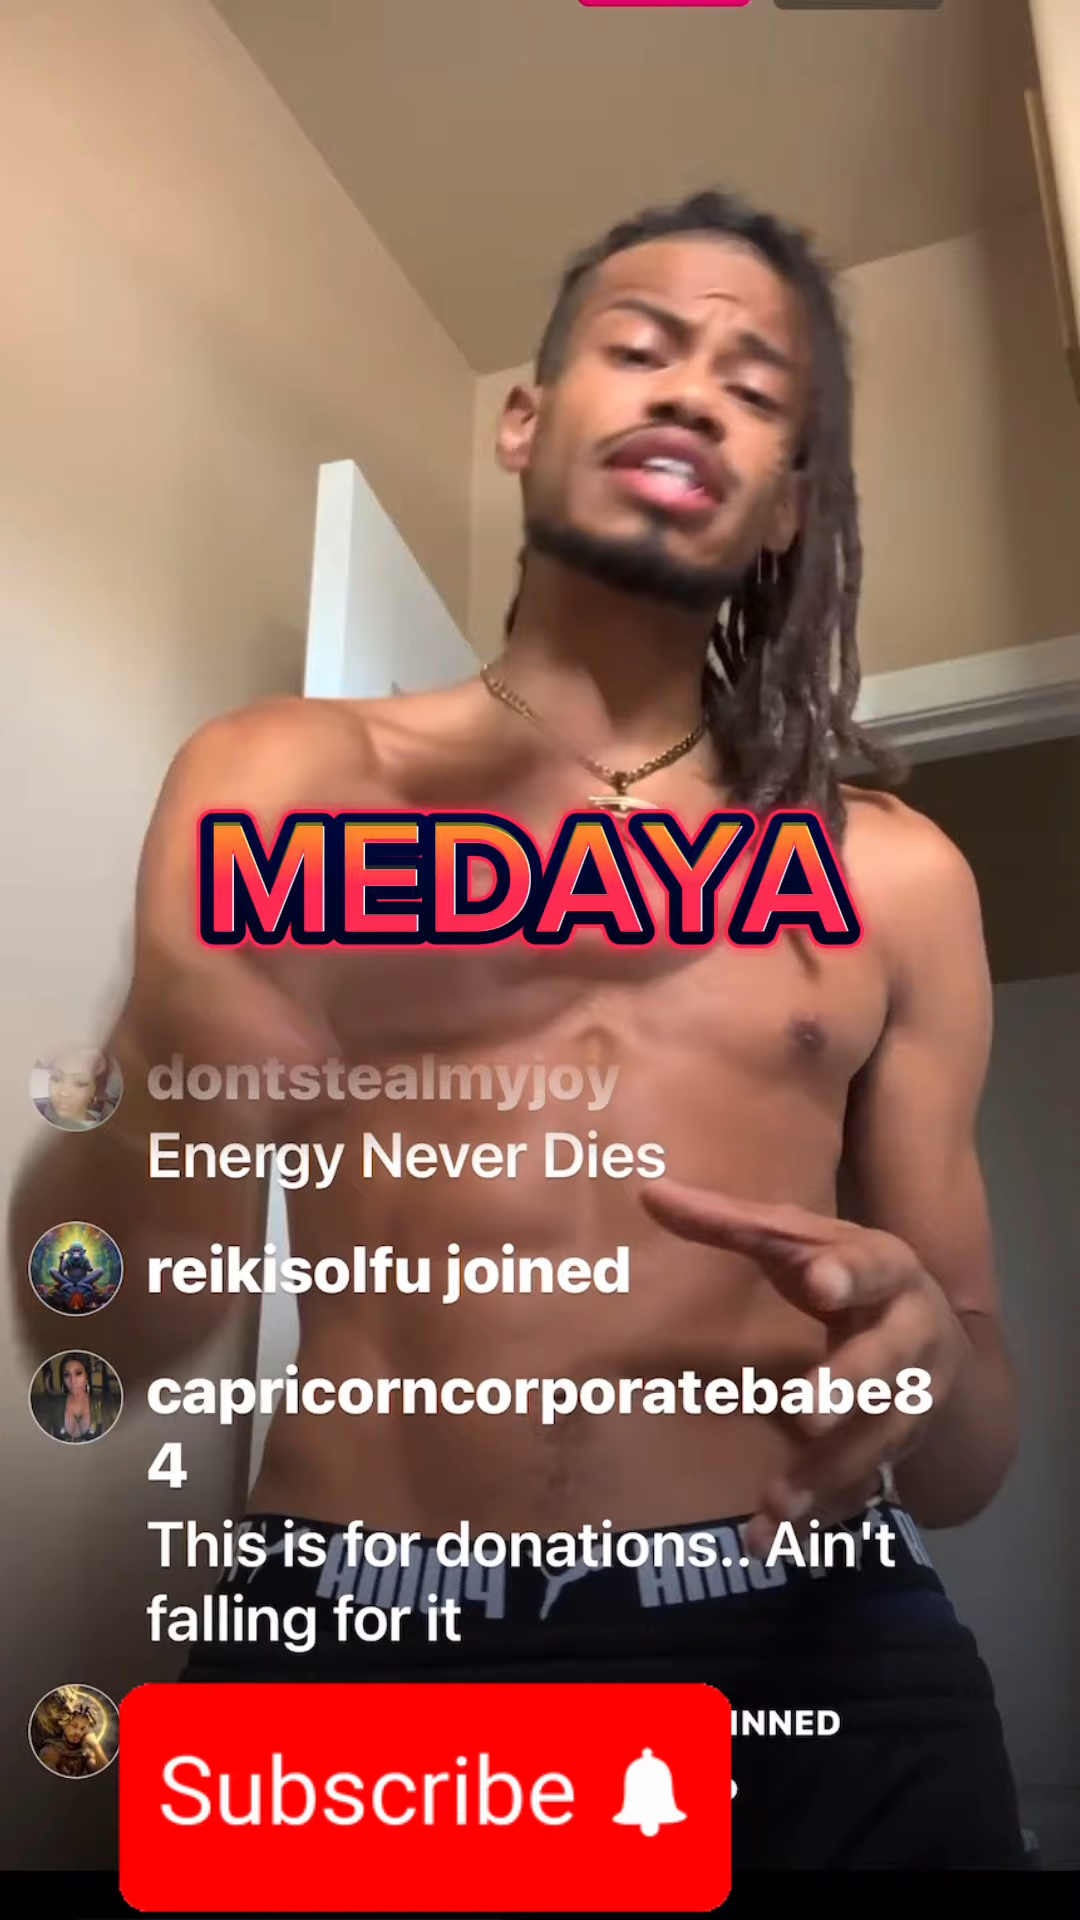 MEDAYA
dontstealmyjoy
Energy Never Dies
reikisolfu joined
capricorncorporatebabe8
4
This is for donations.. Ain't
falling for it
INNED
Subscribe